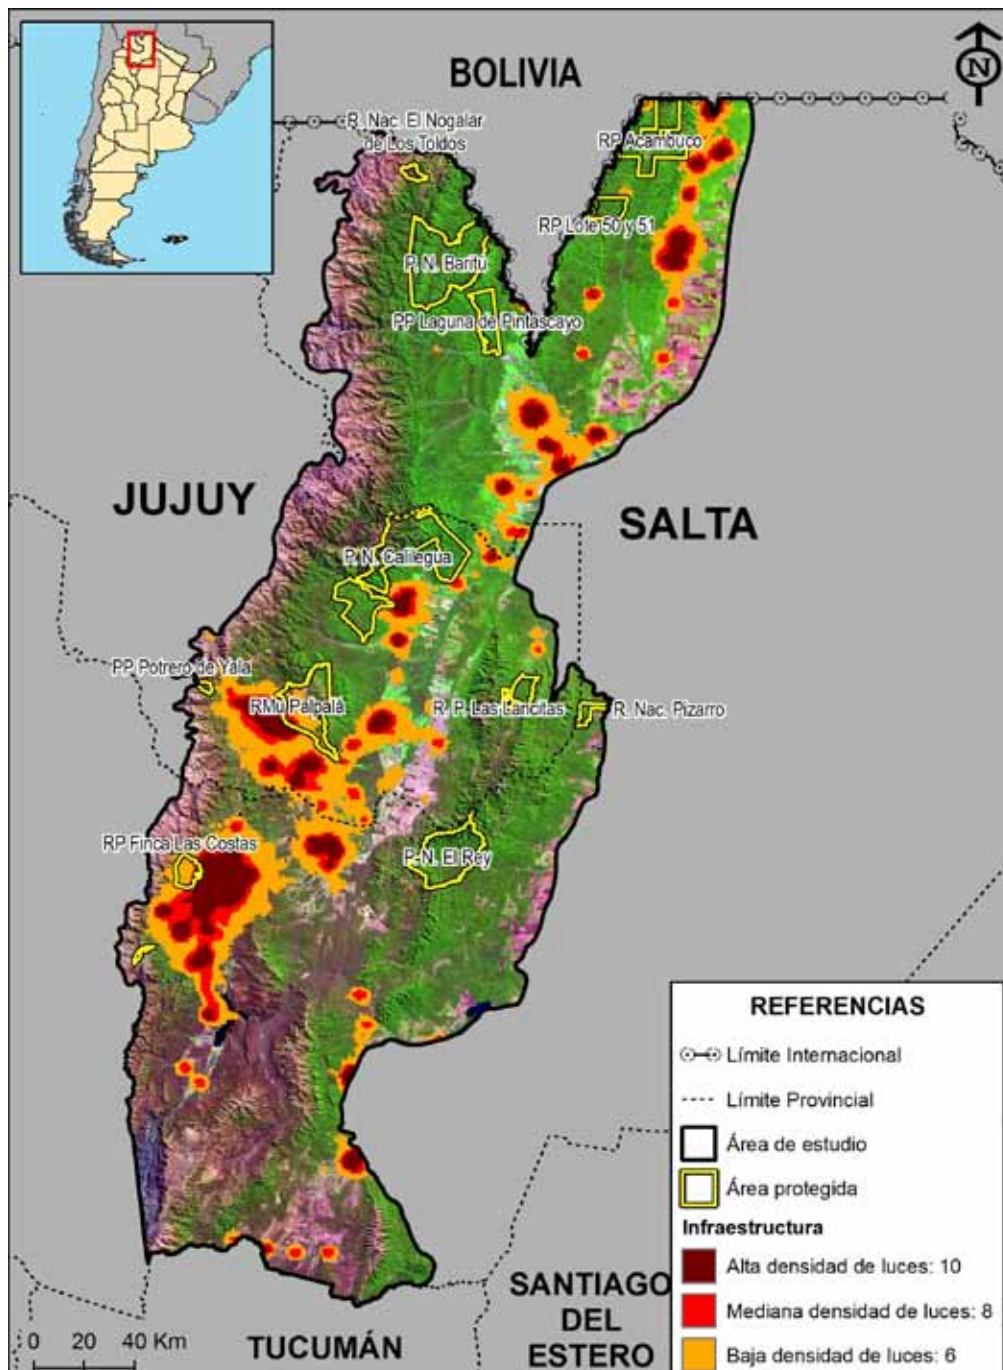 BOLIVIA
N
R. Nac. El Nogalar
de Los Toldos
RP Acambuco
RP Lote 50 y 51
P. N. Baritú
PP Laguna de Pintascayo
JUJUY
SALTA
P. N. Calilegua
PP Potrero de Yala
RMu Palpalá
R. P. Las Lancitas
R. Nac. Pizarro
RP Finca Las Costas
P. N. El Rey
REFERENCIAS
Límite Internacional
Límite Provincial
Área de estudio
Área protegida
Infraestructura
Alta densidad de luces: 10
Mediana densidad de luces: 8
Baja densidad de luces: 6
SANTIAGO
DEL
ESTERO
TUCUMÁN
0 20 40 Km